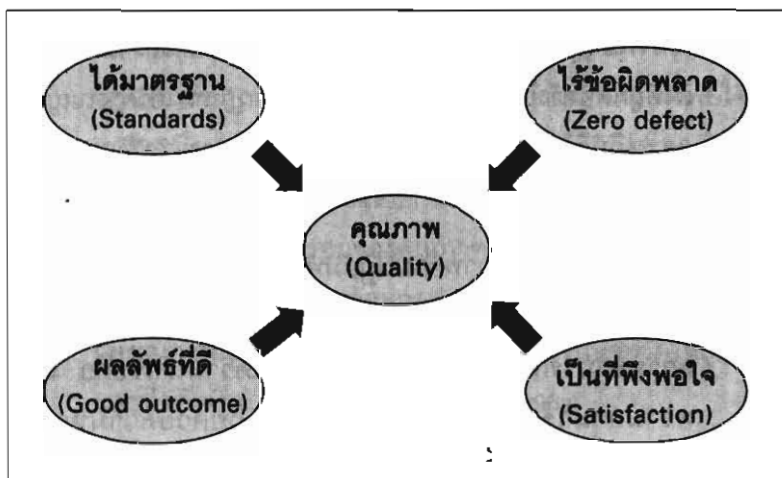 ได้มาตรฐาน
(Standards)
ไร้ข้อผิดพลาด
(Zero defect)
คุณภาพ
(Quality)
ผลลัพธ์ที่ดี
(Good outcome)
เป็นที่พึงพอใจ
(Satisfaction)